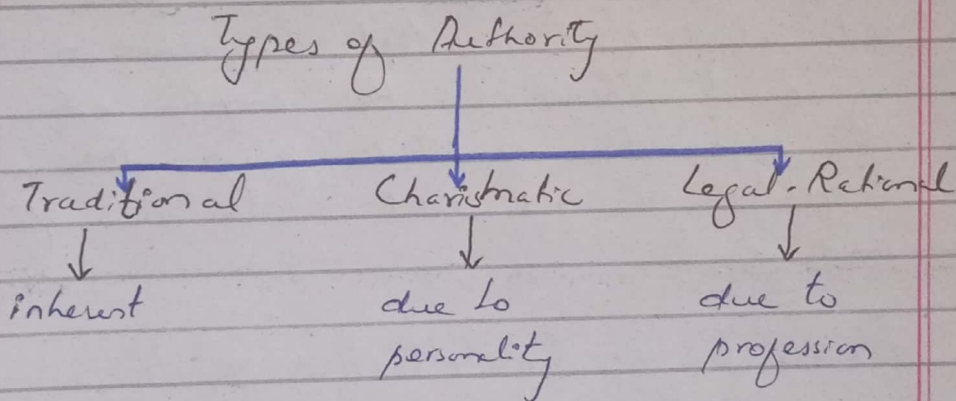 Types of Authority
Traditional Charismatic Legal-Rational
inherent due to due to
personality profession